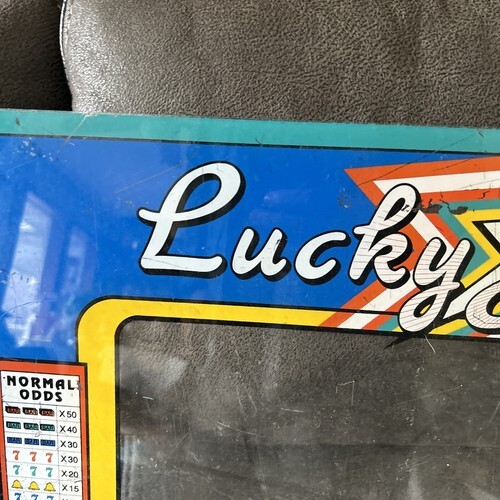 Lucky
NORMAL
ODDS
X50
X40
X30
7 7 7 X30
7 7 7 X20
X15